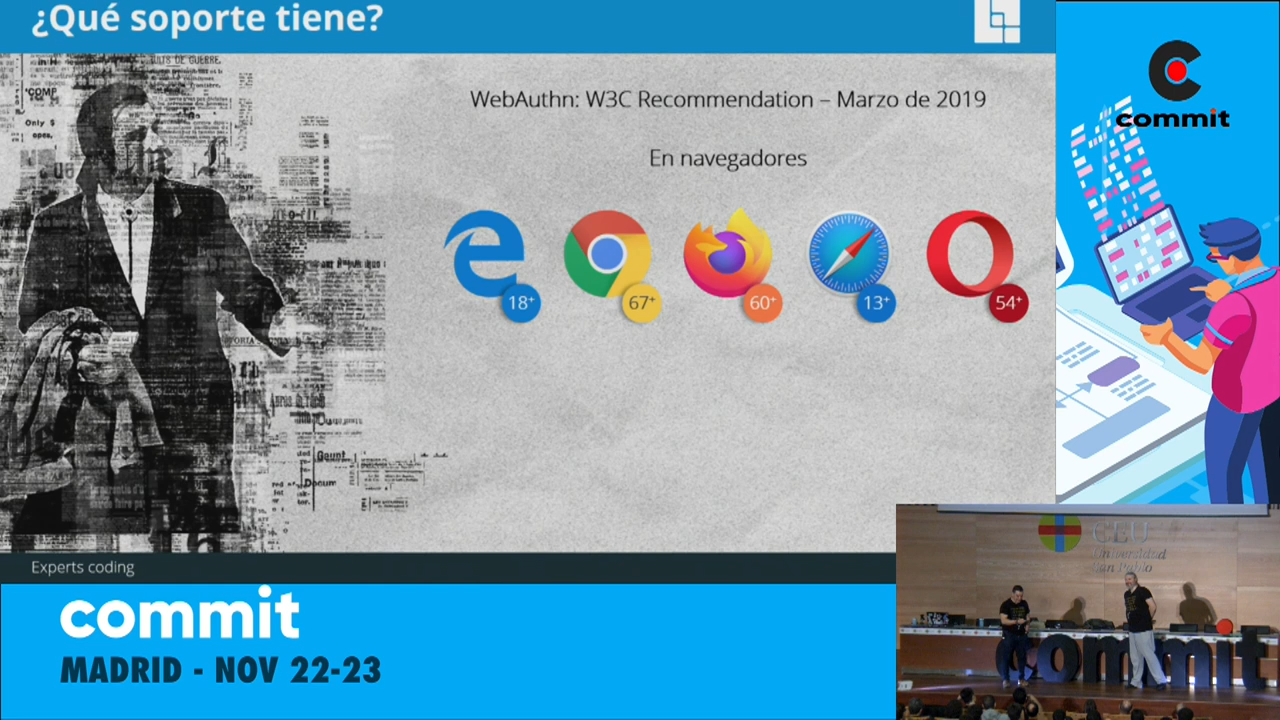 ¿Qué soporte tiene?
WebAuthn: W3C Recommendation – Marzo de 2019
En navegadores
18+
67+
60+
13+
54+
Experts coding
commit
MADRID - NOV 22-23
commit
CEU
Universidad
San Pablo
commit